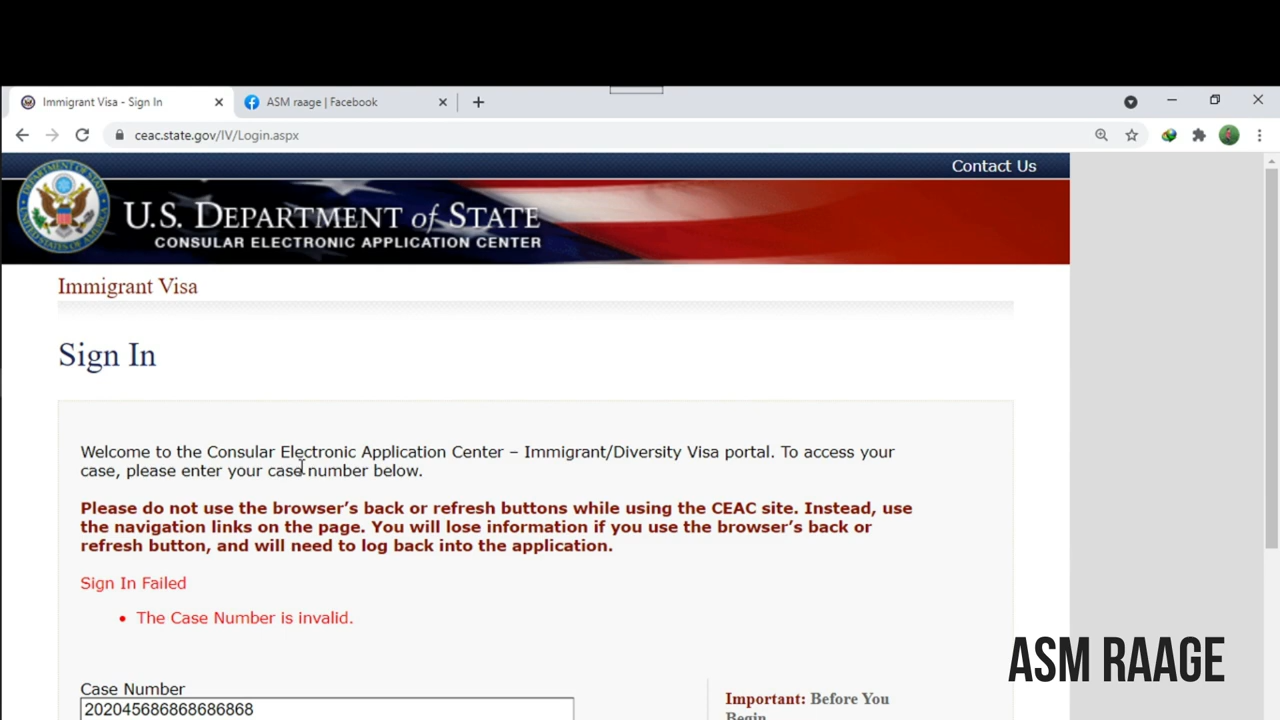 Immigrant Visa - Sign In
ASM raage | Facebook
ceac.state.gov/IV/Login.aspx
Contact Us
U.S. DEPARTMENT of STATE
CONSULAR ELECTRONIC APPLICATION CENTER
Immigrant Visa
Sign In
Welcome to the Consular Electronic Application Center – Immigrant/Diversity Visa portal. To access your
case, please enter your case number below.
Please do not use the browser’s back or refresh buttons while using the CEAC site. Instead, use
the navigation links on the page. You will lose information if you use the browser’s back or
refresh button, and will need to log back into the application.
Sign In Failed
• The Case Number is invalid.
Case Number
202045686868686868
Important: Before You
Begin
ASM RAAGE